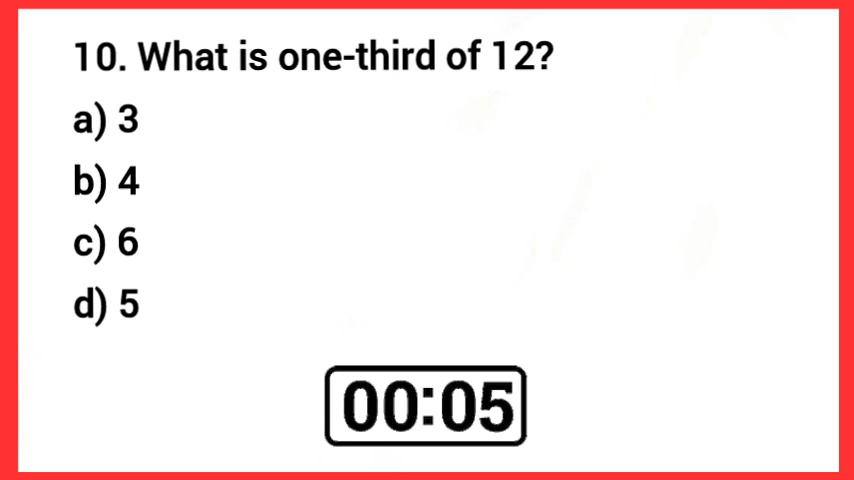 10. What is one-third of 12?
a) 3
b) 4
c) 6
d) 5
00:05